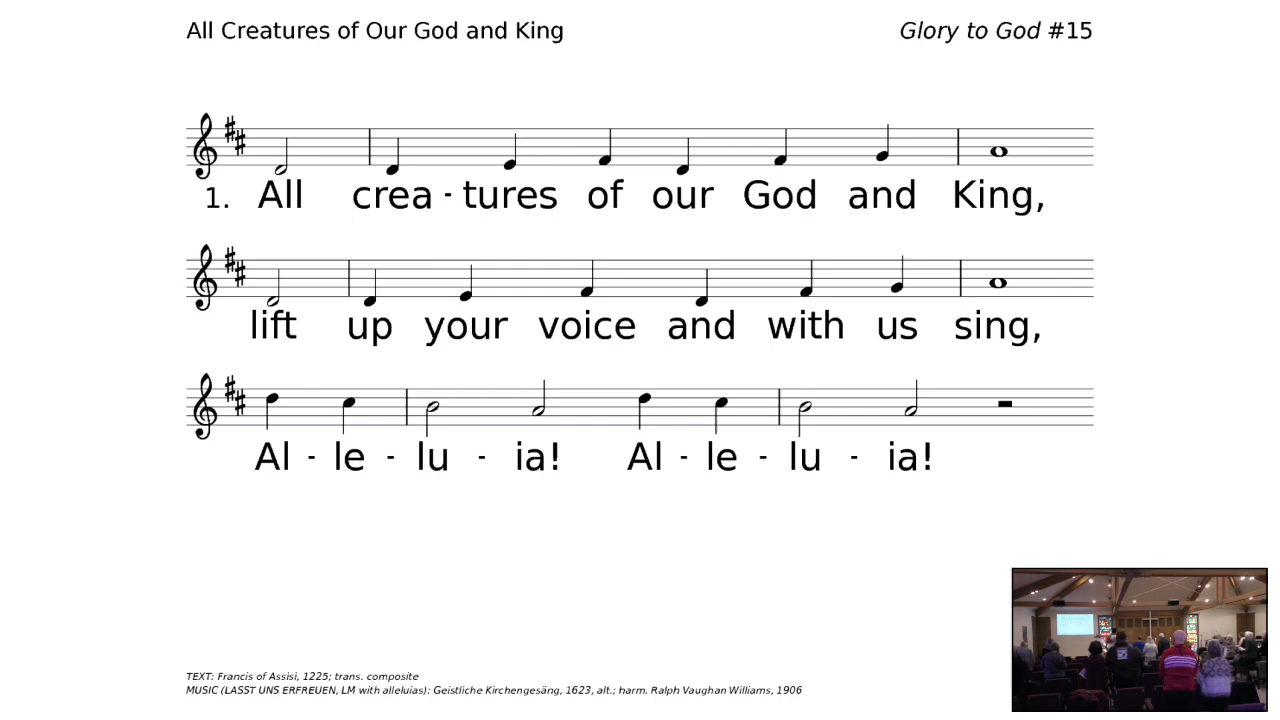 All Creatures of Our God and King
Glory to God #15
1. All crea - tures of our God and King,
lift up your voice and with us sing,
Al - le - lu - ia! Al - le - lu - ia!
TEXT: Francis of Assisi, 1225; trans. composite
MUSIC (LASST UNS ERFREUEN, LM with alleluias): Geistliche Kirchengesäng, 1623, alt.; harm. Ralph Vaughan Williams, 1906